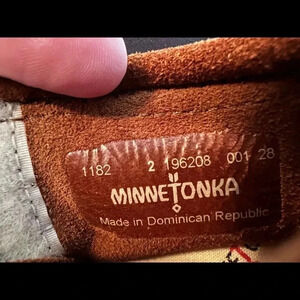 1182 2 196208 001 28
MINNETONKA
Made in Dominican Republic